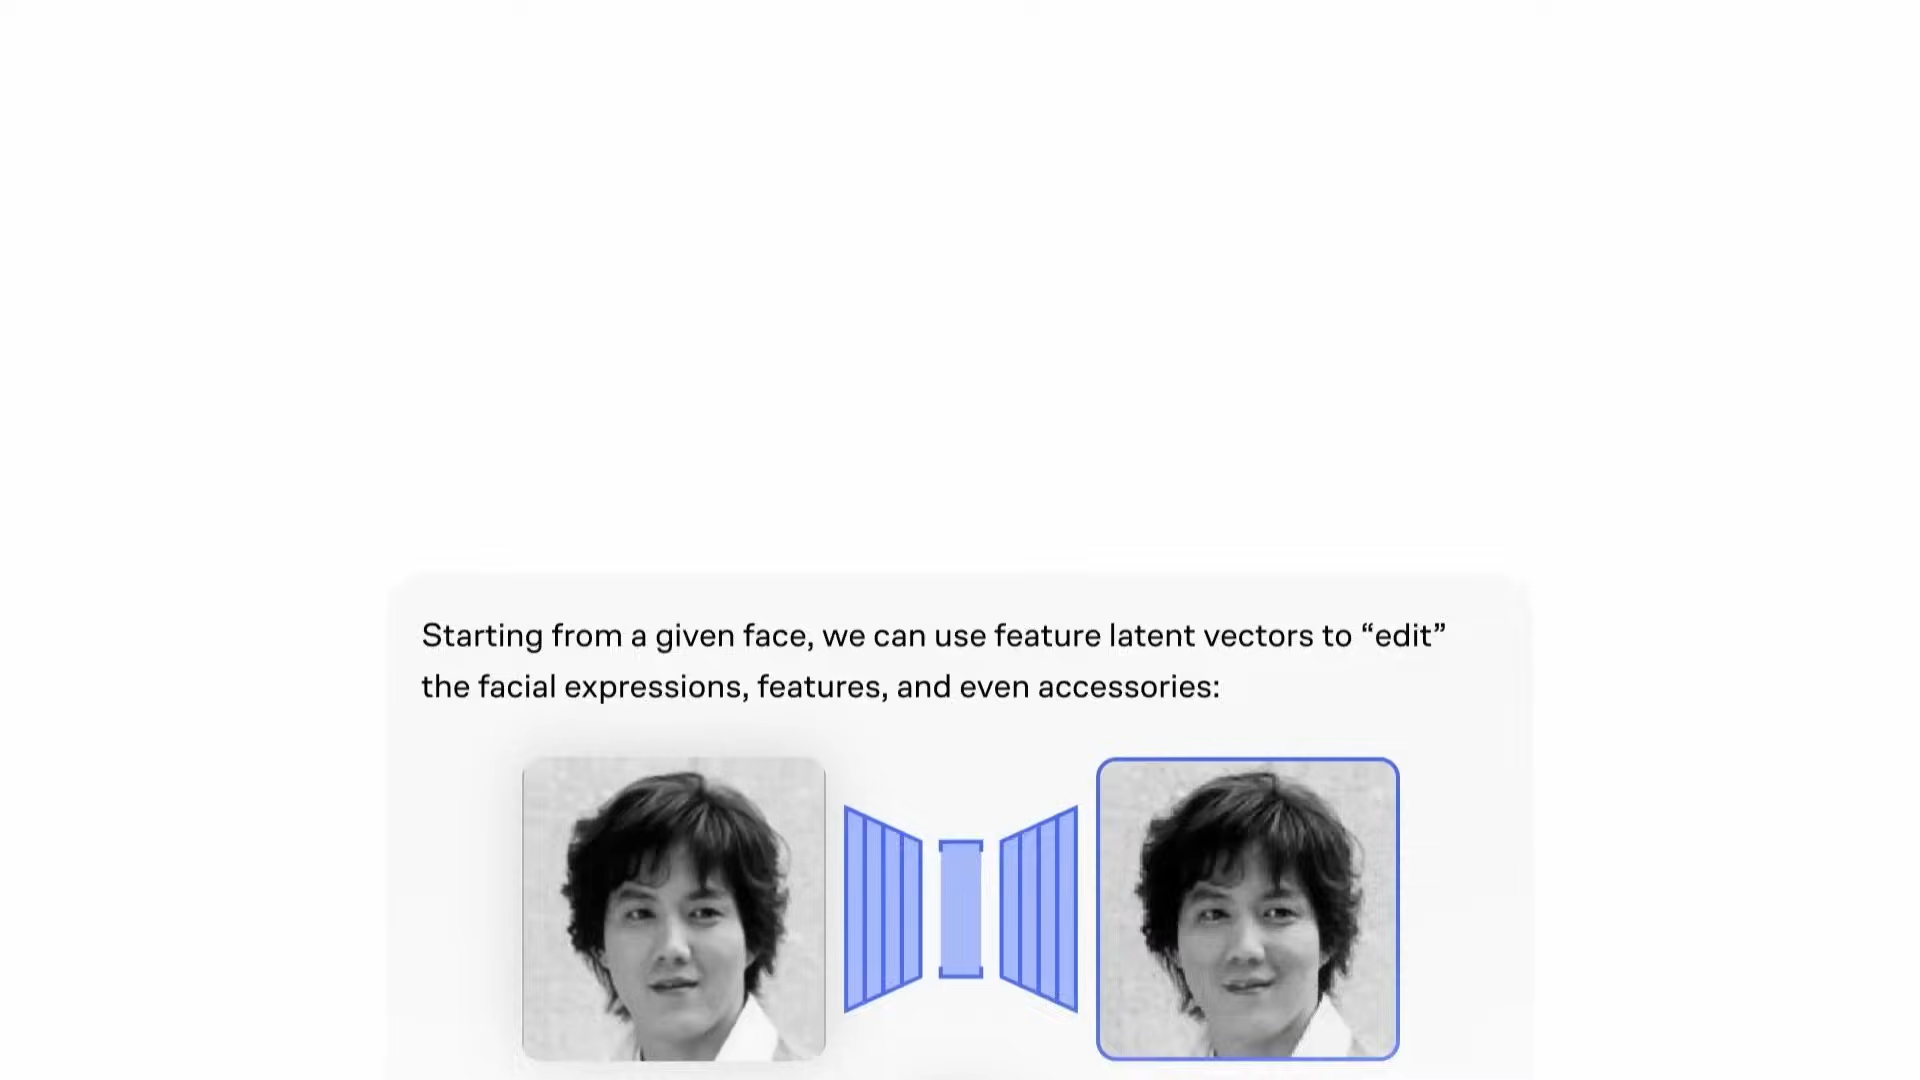 Starting from a given face, we can use feature latent vectors to “edit”
the facial expressions, features, and even accessories: